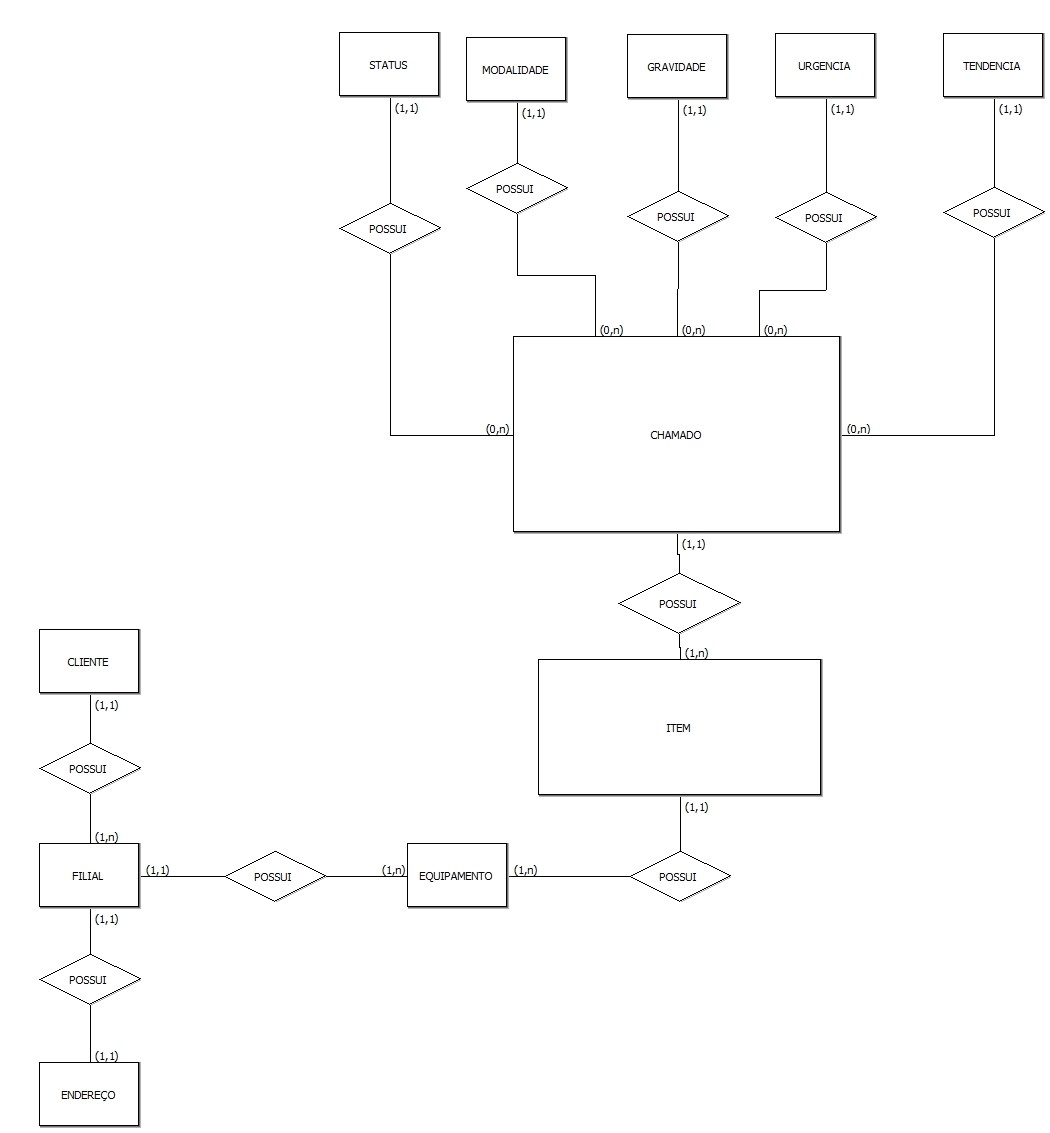 STATUS
MODALIDADE
GRAVIDADE
URGENCIA
TENDENCIA
(1,1)
(1,1)
(1,1)
(1,1)
(1,1)
POSSUI
POSSUI
POSSUI
POSSUI
POSSUI
(0,n)
(0,n)
(0,n)
(0,n)
CHAMADO
(0,n)
(1,1)
POSSUI
(1,n)
CLIENTE
(1,1)
ITEM
POSSUI
(1,1)
(1,n)
FILIAL
(1,1)
POSSUI
(1,n)
EQUIPAMENTO
(1,n)
POSSUI
(1,1)
POSSUI
(1,1)
ENDEREÇO